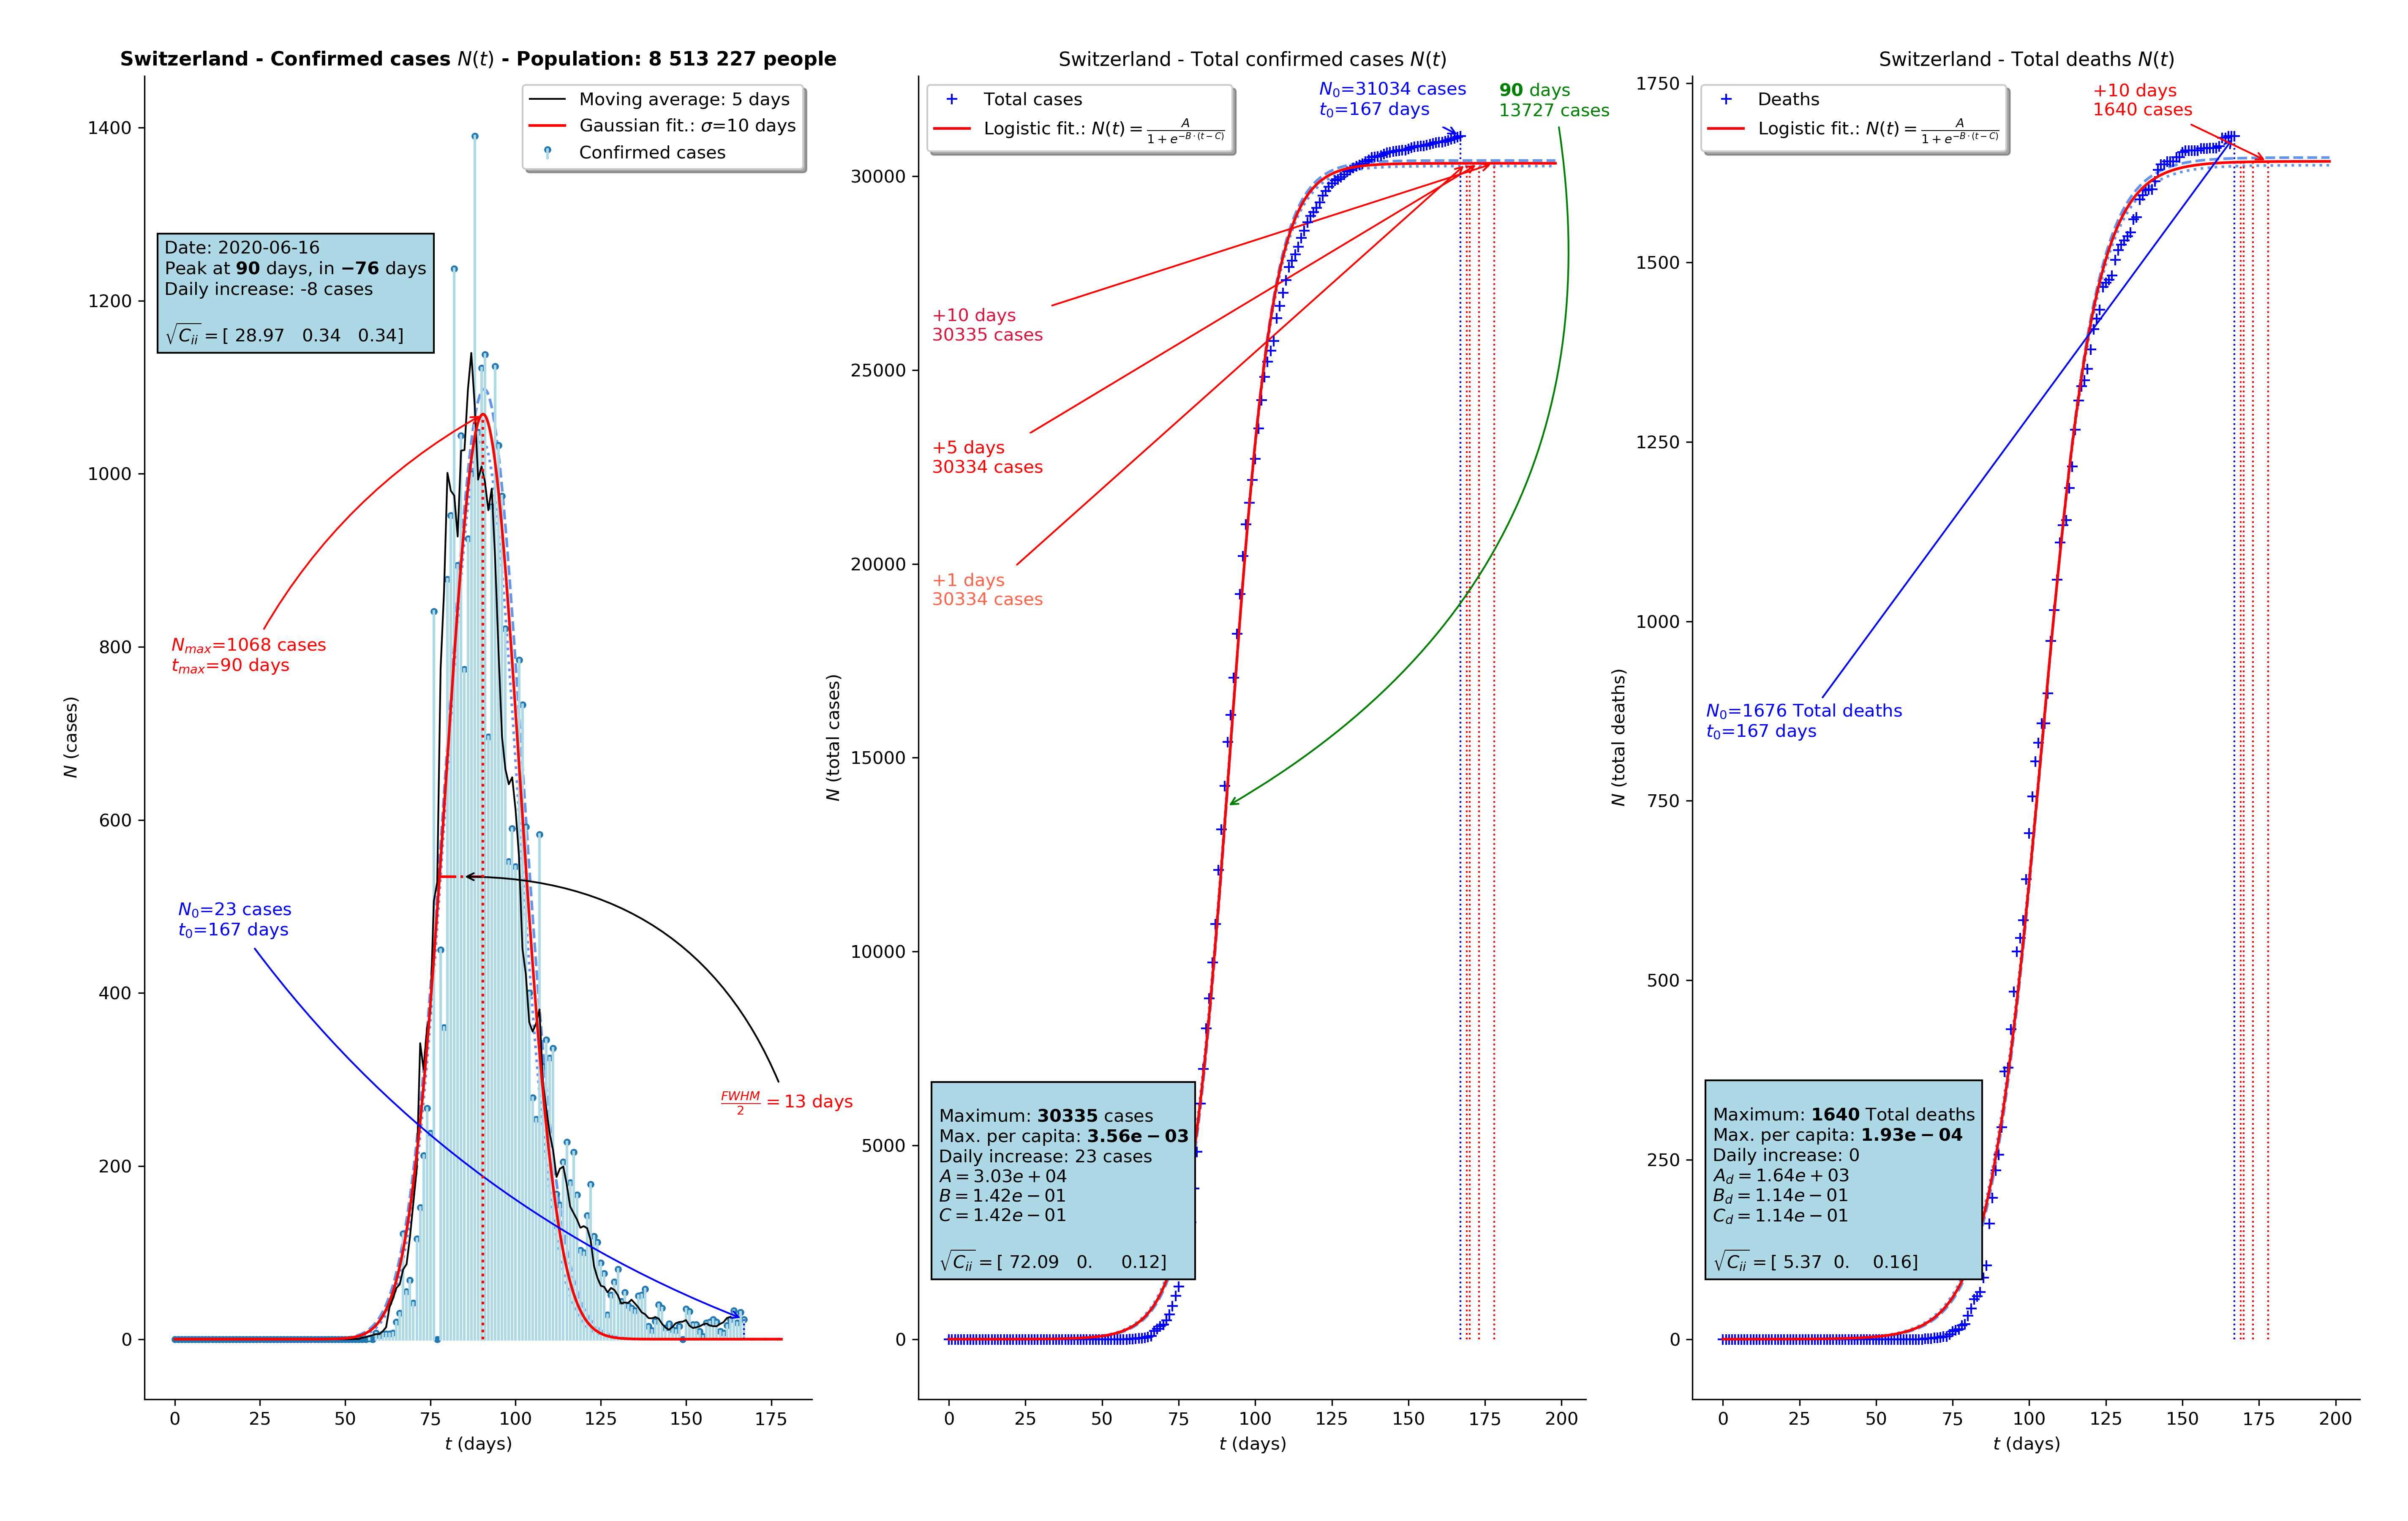 Switzerland - Confirmed cases N(t) - Population: 8 513 227 people
Moving average: 5 days
Gaussian fit.: σ=10 days
Confirmed cases
Date: 2020-06-16
Peak at 90 days, in −76 days
Daily increase: -8 cases
√C_ii = [ 28.97 0.34 0.34]
N_max=1068 cases
t_max=90 days
N_0=23 cases
t_0=167 days
FWHM/2 = 13 days
N (cases)
0
200
400
600
800
1000
1200
1400
0 25 50 75 100 125 150 175
t (days)
Switzerland - Total confirmed cases N(t)
Total cases
Logistic fit.: N(t) = A/(1 + e^{−B·(t−C)})
N_0=31034 cases
t_0=167 days
90 days
13727 cases
+10 days
30335 cases
+5 days
30334 cases
+1 days
30334 cases
Maximum: 30335 cases
Max. per capita: 3.56e − 03
Daily increase: 23 cases
A = 3.03e + 04
B = 1.42e − 01
C = 1.42e − 01
√C_ii = [ 72.09 0. 0.12]
N (total cases)
0
5000
10000
15000
20000
25000
30000
0 25 50 75 100 125 150 175 200
t (days)
Switzerland - Total deaths N(t)
Deaths
Logistic fit.: N(t) = A/(1 + e^{−B·(t−C)})
+10 days
1640 cases
N_0=1676 Total deaths
t_0=167 days
Maximum: 1640 Total deaths
Max. per capita: 1.93e − 04
Daily increase: 0
A_d = 1.64e + 03
B_d = 1.14e − 01
C_d = 1.14e − 01
√C_ii = [ 5.37 0. 0.16]
N (total deaths)
0
250
500
750
1000
1250
1500
1750
0 25 50 75 100 125 150 175 200
t (days)